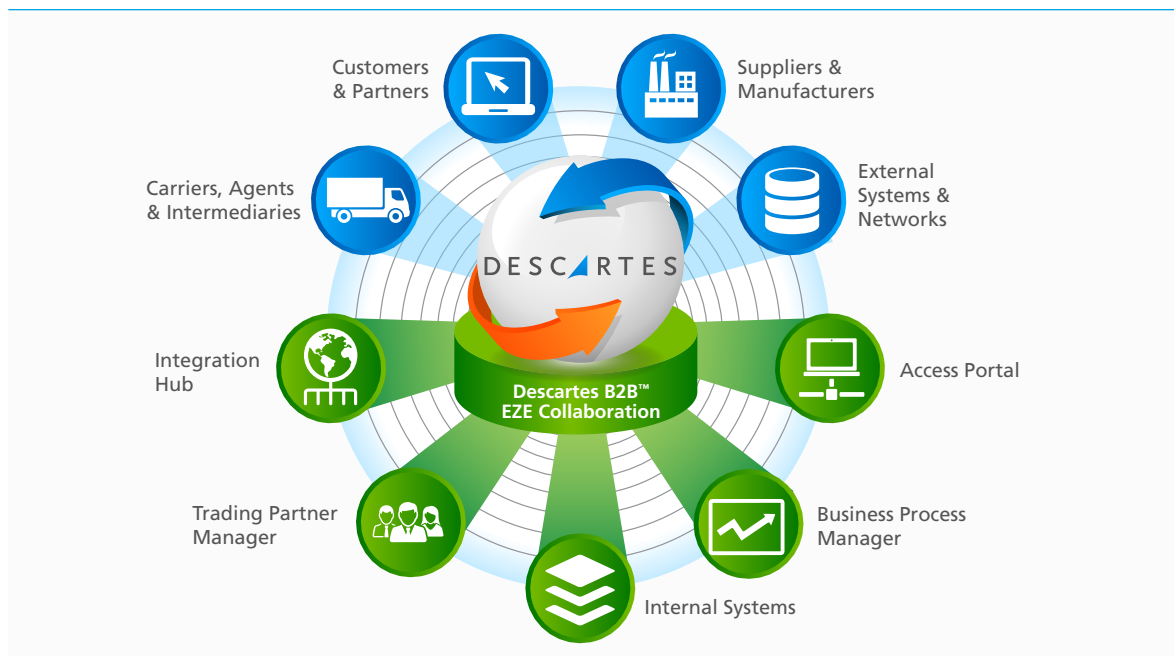 Customers
& Partners
Suppliers &
Manufacturers
Carriers, Agents
& Intermediaries
External
Systems &
Networks
DESCARTES
Integration
Hub
Access Portal
Descartes B2B™
EZE Collaboration
Trading Partner
Manager
Business Process
Manager
Internal Systems